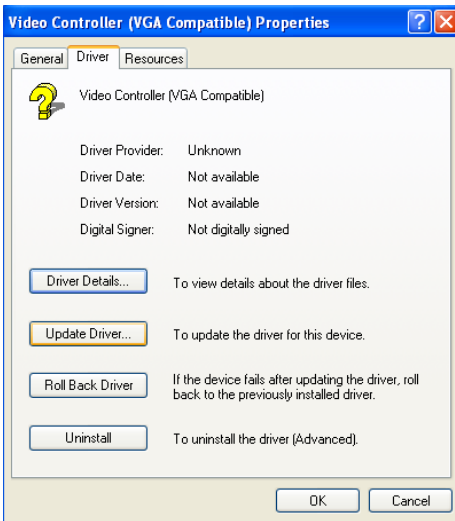 Video Controller (VGA Compatible) Properties
General Driver Resources
Video Controller (VGA Compatible)
Driver Provider: Unknown
Driver Date: Not available
Driver Version: Not available
Digital Signer: Not digitally signed
Driver Details... To view details about the driver files.
Update Driver... To update the driver for this device.
Roll Back Driver If the device fails after updating the driver, roll
back to the previously installed driver.
Uninstall To uninstall the driver (Advanced).
OK Cancel